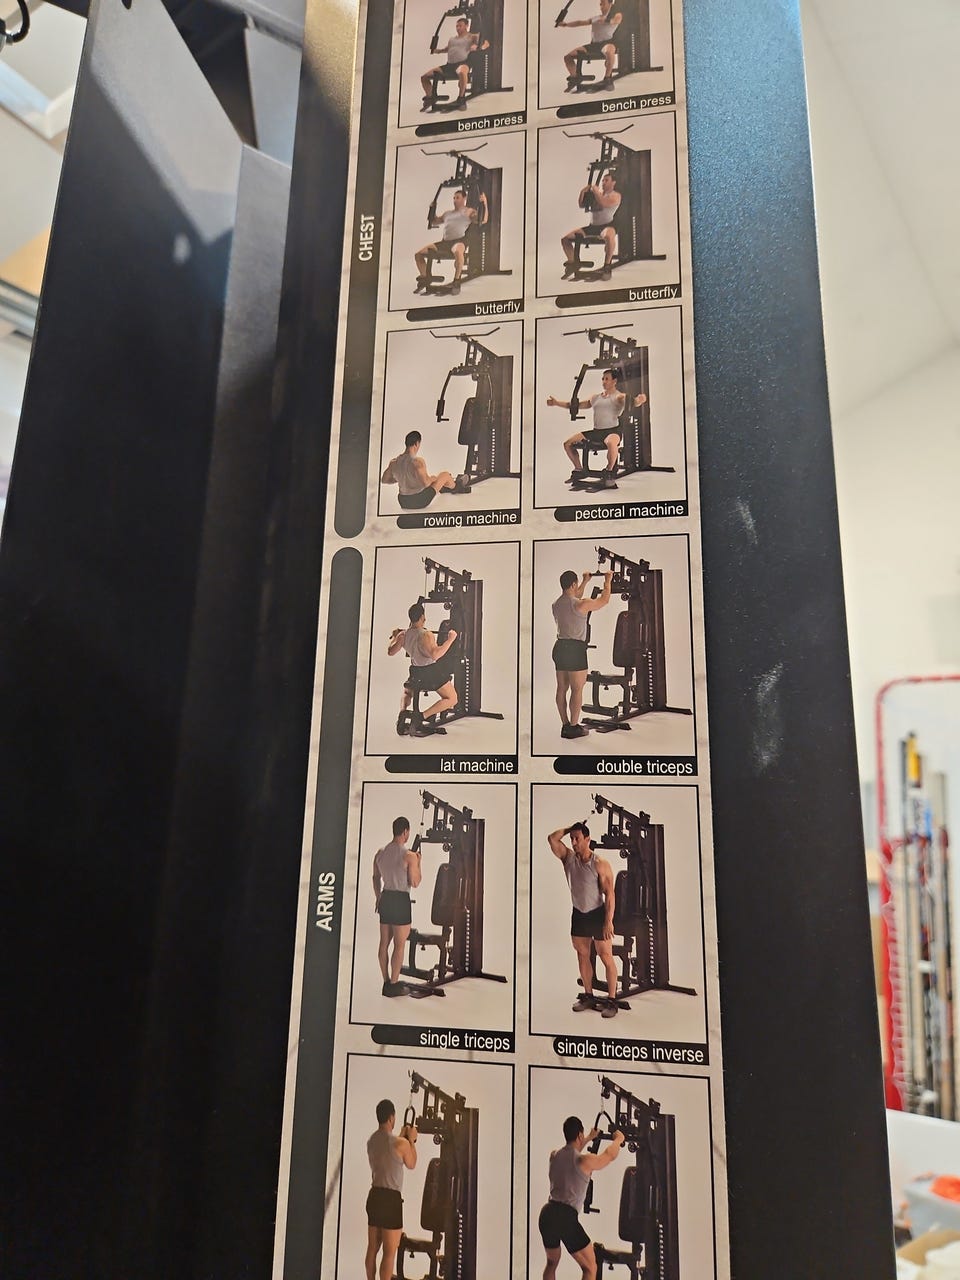 bench press
bench press
CHEST
butterfly
butterfly
rowing machine
pectoral machine
lat machine
double triceps
ARMS
single triceps
single triceps inverse